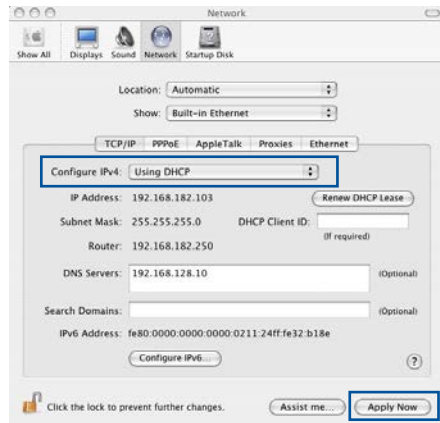 Network
Show All Displays Sound Network Startup Disk
Location: Automatic
Show: Built-in Ethernet
TCP/IP PPPoE AppleTalk Proxies Ethernet
Configure IPv4: Using DHCP
IP Address: 192.168.182.103 Renew DHCP Lease
Subnet Mask: 255.255.255.0 DHCP Client ID:
(If required)
Router: 192.168.182.250
DNS Servers: 192.168.128.10 (Optional)
Search Domains: (Optional)
IPv6 Address: fe80:0000:0000:0000:0211:24ff:fe32:b18e
Configure IPv6... ?
Click the lock to prevent further changes. Assist me... Apply Now